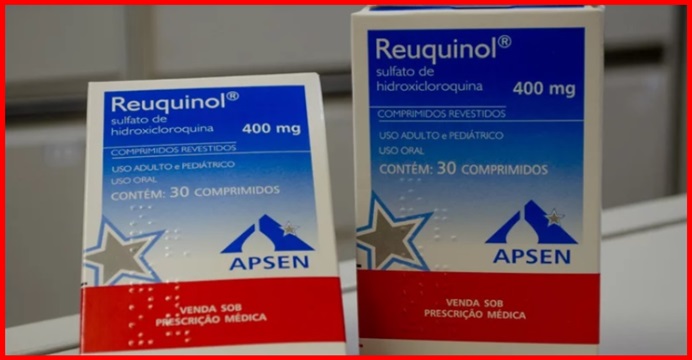 Reuquinol®
sulfato de
hidroxicloroquina
400 mg
COMPRIMIDOS REVESTIDOS
USO ADULTO e PEDIÁTRICO
USO ORAL
CONTÉM: 30 COMPRIMIDOS
APSEN
VENDA SOB
PRESCRIÇÃO MÉDICA
Reuquinol®
sulfato de
hidroxicloroquina
400 mg
COMPRIMIDOS REVESTIDOS
USO ADULTO e PEDIÁTRICO
USO ORAL
CONTÉM: 30 COMPRIMIDOS
APSEN
VENDA SOB
PRESCRIÇÃO MÉDICA